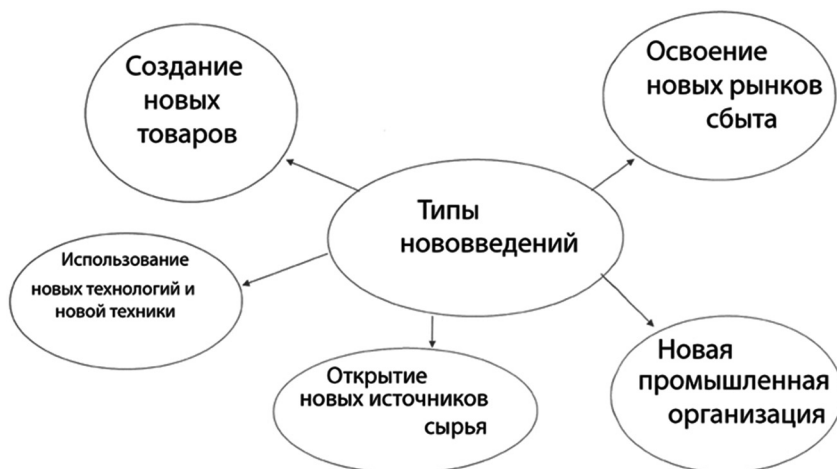 Создание
новых
товаров
Освоение
новых рынков
сбыта
Типы
нововведений
Использование
новых технологий и
новой техники
Открытие
новых источников
сырья
Новая
промышленная
организация